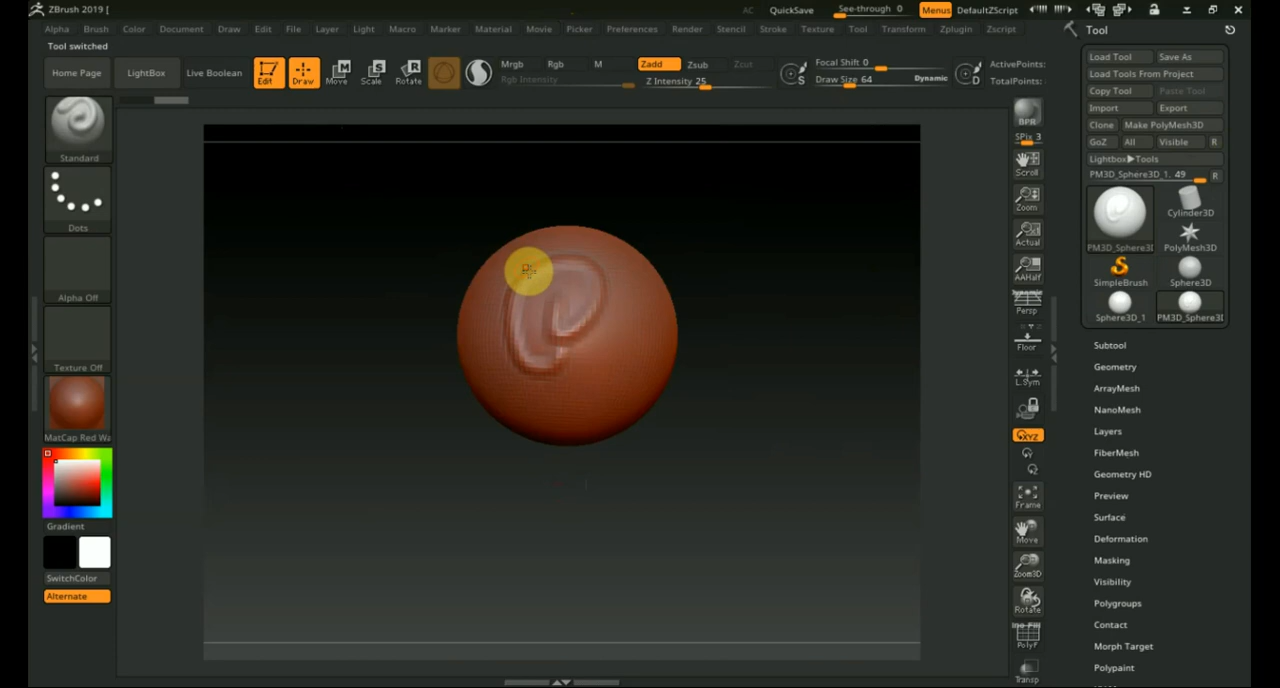 ZBrush 2019 [
AC QuickSave See-through 0 Menus DefaultZScript
Alpha Brush Color Document Draw Edit File Layer Light Macro Marker Material Movie Picker Preferences Render Stencil Stroke Texture Tool Transform Zplugin Zscript
Tool switched
Home Page LightBox Live Boolean Edit Draw Move Scale Rotate
Mrgb Rgb M Zadd Zsub Zcut Focal Shift 0 ActivePoints:
Rgb Intensity Z Intensity 25 Draw Size 64 Dynamic TotalPoints:
Standard
Dots
Alpha Off
Texture Off
MatCap Red Wa
Gradient
SwitchColor
Alternate
BPR
SPix 3
Scroll
Zoom
Actual
AAHalf
Dynamic
Persp
Floor
L.Sym
XYZ
Frame
Move
Zoom3D
Rotate
PolyF
Transp
Tool
Load Tool Save As
Load Tools From Project
Copy Tool Paste Tool
Import Export
Clone Make PolyMesh3D
GoZ All Visible R
Lightbox▶Tools
PM3D_Sphere3D_1. 49 R
PM3D_Sphere3D Cylinder3D
PolyMesh3D
SimpleBrush Sphere3D
Sphere3D_1 PM3D_Sphere3D
Subtool
Geometry
ArrayMesh
NanoMesh
Layers
FiberMesh
Geometry HD
Preview
Surface
Deformation
Masking
Visibility
Polygroups
Contact
Morph Target
Polypaint